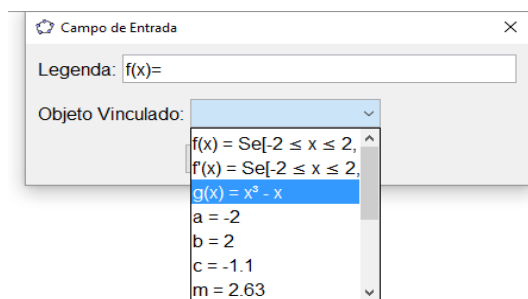 Campo de Entrada
Legenda: f(x)=
Objeto Vinculado:
f(x) = Se[-2 ≤ x ≤ 2,
f'(x) = Se[-2 ≤ x ≤ 2,
g(x) = x³ - x
a = -2
b = 2
c = -1.1
m = 2.63